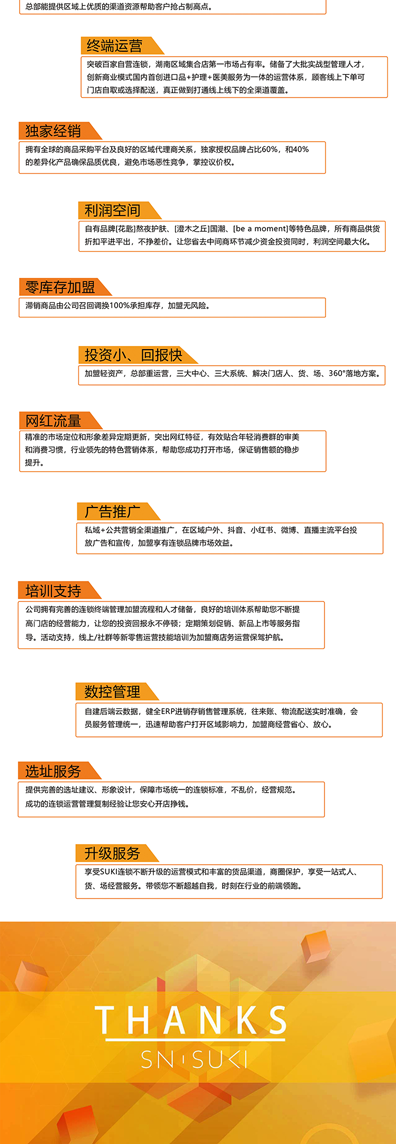 总部能提供区域上优质的渠道资源帮助客户抢占制高点。
终端运营
突破百家自营连锁，湖南区域集合店第一市场占有率。储备了大批实战型管理人才，
创新商业模式国内首创进口品+护理+医美服务为一体的运营体系，顾客线上下单可
门店自取或选择配送，真正做到打通线上线下的全渠道覆盖。
独家经销
拥有全球的商品采购平台及良好的区域代理商关系，独家授权品牌占比60%，和40%
的差异化产品确保品质优良，避免市场恶性竞争，掌控议价权。
利润空间
自有品牌[花匙]熬夜护肤、[澄木之丘]国潮、[be a moment]等特色品牌，所有商品供货
折扣平进平出，不挣差价。让您省去中间商环节减少资金投资同时，利润空间最大化。
零库存加盟
滞销商品由公司召回调换100%承担库存，加盟无风险。
投资小、回报快
加盟轻资产，总部重运营，三大中心、三大系统、解决门店人、货、场、360°落地方案。
网红流量
精准的市场定位和形象差异定期更新，突出网红特征，有效贴合年轻消费群的审美
和消费习惯，行业领先的特色营销体系，帮助您成功打开市场，保证销售额的稳步
提升。
广告推广
私域+公共营销全渠道推广，在区域户外、抖音、小红书、微博、直播主流平台投
放广告和宣传，加盟享有连锁品牌市场效益。
培训支持
公司拥有完善的连锁终端管理加盟流程和人才储备，良好的培训体系帮助您不断提
高门店的经营能力，让您的投资回报永不停顿；定期策划促销、新品上市等服务指
导。活动支持，线上/社群等新零售运营技能培训为加盟商店务运营保驾护航。
数控管理
自建后端云数据，健全ERP进销存销售管理系统，往来账、物流配送实时准确，会
员服务管理统一，迅速帮助客户打开区域影响力，加盟商经营省心、放心。
选址服务
提供完善的选址建议、形象设计，保障市场统一的连锁标准，不乱价，经营规范。
成功的连锁运营管理复制经验让您安心开店挣钱。
升级服务
享受SUKI连锁不断升级的运营模式和丰富的货品渠道，商圈保护，享受一站式人、
货、场经营服务。带领您不断超越自我，时刻在行业的前端领跑。
THANKS
SN'SUKI